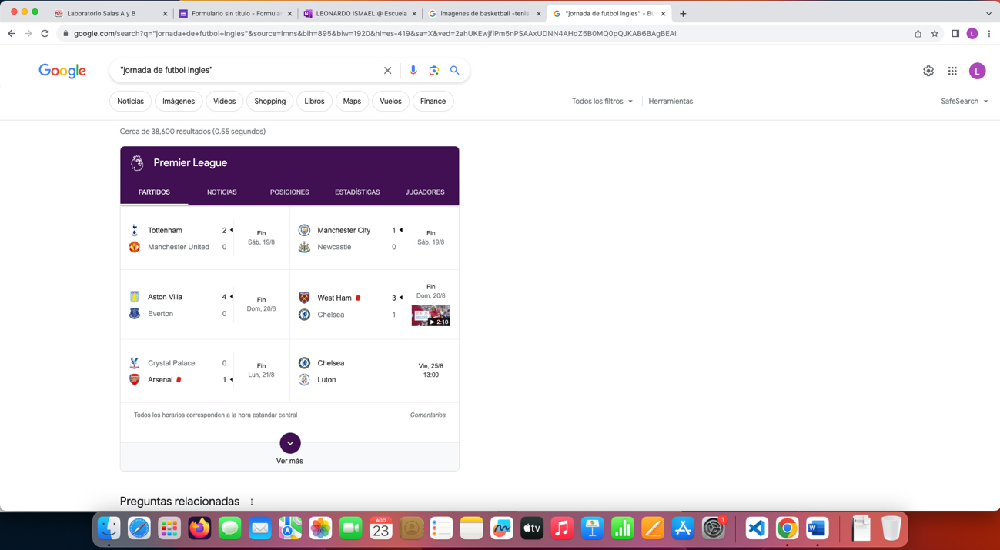 Laboratorio Salas A y B
Formulario sin título - Formular
LEONARDO ISMAEL @ Escuela
imagenes de basketball -tenis
"jornada de futbol ingles" - Bu
google.com/search?q="jornada+de+futbol+ingles"&source=lmns&bih=895&biw=1920&hl=es-419&sa=X&ved=2ahUKEwjflPm5nPSAAxUDNN4AHdZ5B0MQ0pQJKAB6BAgBEAI
L
Google
"jornada de futbol ingles"
L
Noticias
Imágenes
Videos
Shopping
Libros
Maps
Vuelos
Finance
Todos los filtros
Herramientas
SafeSearch
Cerca de 38,600 resultados (0.55 segundos)
Premier League
PARTIDOS
NOTICIAS
POSICIONES
ESTADÍSTICAS
JUGADORES
Tottenham 2
Manchester United 0
Fin
Sáb, 19/8
Manchester City 1
Newcastle 0
Fin
Sáb, 19/8
Aston Villa 4
Everton 0
Fin
Dom, 20/8
West Ham 3
Chelsea 1
Fin
Dom, 20/8
2:10
Crystal Palace 0
Arsenal 1
Fin
Lun, 21/8
Chelsea
Luton
Vie, 25/8
13:00
Todos los horarios corresponden a la hora estándar central
Comentarios
Ver más
Preguntas relacionadas
AGO
23
tv
1
W